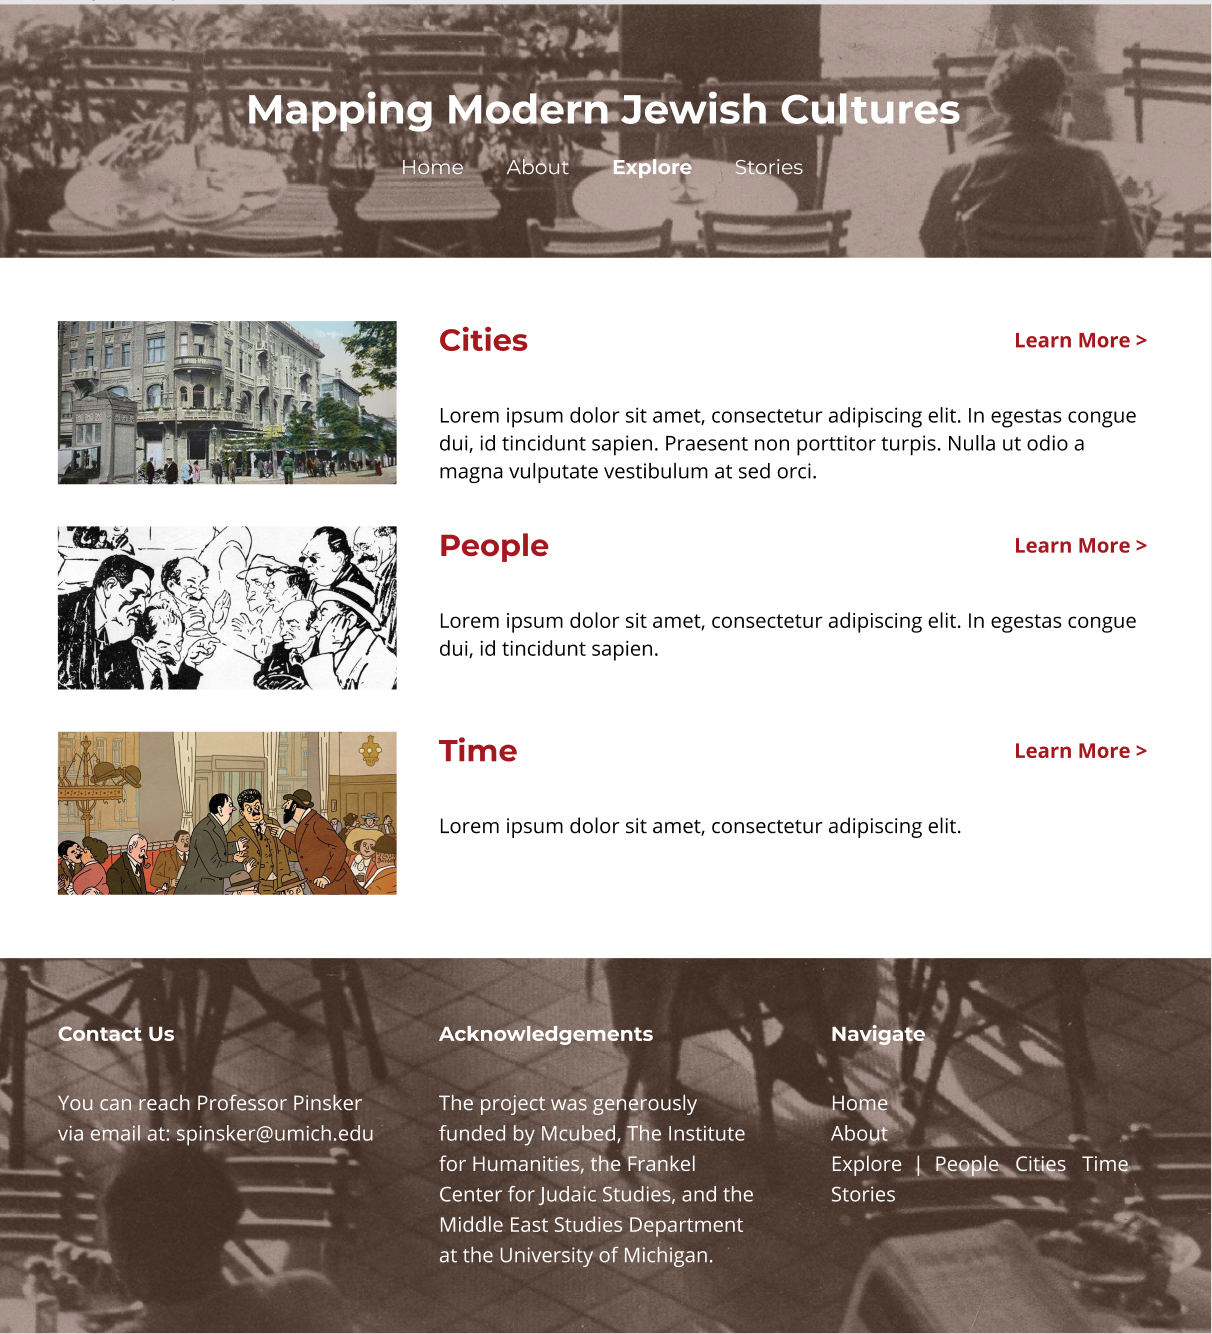 Mapping Modern Jewish Cultures
Home About Explore Stories
Cities
Learn More >
Lorem ipsum dolor sit amet, consectetur adipiscing elit. In egestas congue
dui, id tincidunt sapien. Praesent non porttitor turpis. Nulla ut odio a
magna vulputate vestibulum at sed orci.
People
Learn More >
Lorem ipsum dolor sit amet, consectetur adipiscing elit. In egestas congue
dui, id tincidunt sapien.
Time
Learn More >
Lorem ipsum dolor sit amet, consectetur adipiscing elit.
Contact Us
You can reach Professor Pinsker
via email at: spinsker@umich.edu
Acknowledgements
The project was generously
funded by Mcubed, The Institute
for Humanities, the Frankel
Center for Judaic Studies, and the
Middle East Studies Department
at the University of Michigan.
Navigate
Home
About
Explore | People Cities Time
Stories